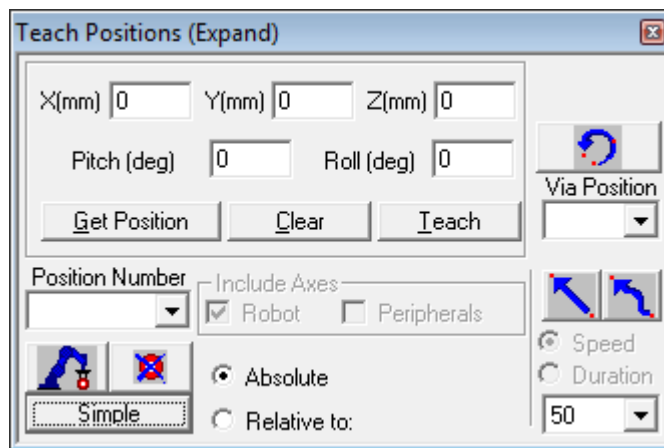 Teach Positions (Expand)
X(mm) 0 Y(mm) 0 Z(mm) 0
Pitch (deg) 0 Roll (deg) 0
Via Position
Get Position Clear Teach
Position Number
Include Axes
Robot Peripherals
Speed
Absolute
Duration
Simple
Relative to:
50